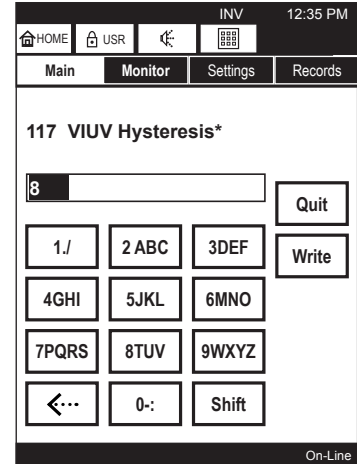 INV 12:35 PM
HOME USR
Main Monitor Settings Records
117 VIUV Hysteresis*
8
Quit
1./ 2 ABC 3DEF
Write
4GHI 5JKL 6MNO
7PQRS 8TUV 9WXYZ
0-: Shift
On-Line